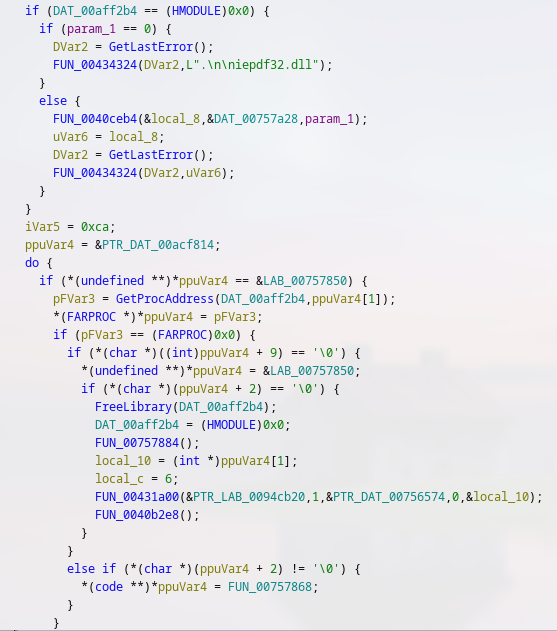 if (DAT_00aff2b4 == (HMODULE)0x0) {
if (param_1 == 0) {
DVar2 = GetLastError();
FUN_00434324(DVar2,L".\n\nniepdf32.dll");
}
else {
FUN_0040ceb4(&local_8,&DAT_00757a28,param_1);
uVar6 = local_8;
DVar2 = GetLastError();
FUN_00434324(DVar2,uVar6);
}
}
iVar5 = 0xca;
ppuVar4 = &PTR_DAT_00acf814;
do {
if (*(undefined **)*ppuVar4 == &LAB_00757850) {
pFVar3 = GetProcAddress(DAT_00aff2b4,ppuVar4[1]);
*(FARPROC *)*ppuVar4 = pFVar3;
if (pFVar3 == (FARPROC)0x0) {
if (*(char *)((int)ppuVar4 + 9) == '\0') {
*(undefined **)*ppuVar4 = &LAB_00757850;
if (*(char *)(ppuVar4 + 2) == '\0') {
FreeLibrary(DAT_00aff2b4);
DAT_00aff2b4 = (HMODULE)0x0;
FUN_00757884();
local_10 = (int *)ppuVar4[1];
local_c = 6;
FUN_00431a00(&PTR_LAB_0094cb20,1,&PTR_DAT_00756574,0,&local_10);
FUN_0040b2e8();
}
}
else if (*(char *)(ppuVar4 + 2) != '\0') {
*(code **)*ppuVar4 = FUN_00757868;
}
}